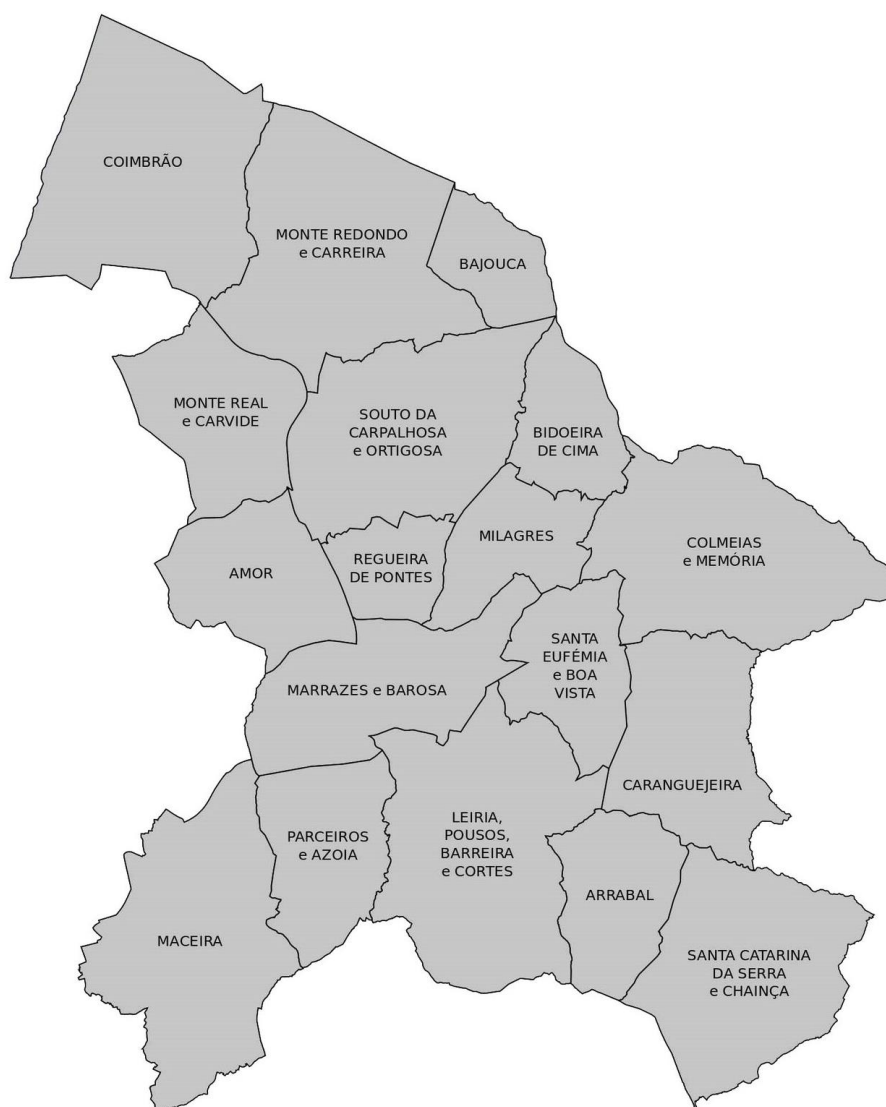 COIMBRÃO
MONTE REDONDO
e CARREIRA
BAJOUCA
MONTE REAL
e CARVIDE
SOUTO DA
CARPALHOSA
e ORTIGOSA
BIDOEIRA
DE CIMA
MILAGRES
COLMEIAS
e MEMÓRIA
AMOR
REGUEIRA
DE PONTES
SANTA
EUFÉMIA
e BOA
VISTA
MARRAZES e BAROSA
CARANGUEJEIRA
LEIRIA,
POUSOS,
BARREIRA
e CORTES
PARCEIROS
e AZOIA
ARRABAL
MACEIRA
SANTA CATARINA
DA SERRA
e CHAINÇA